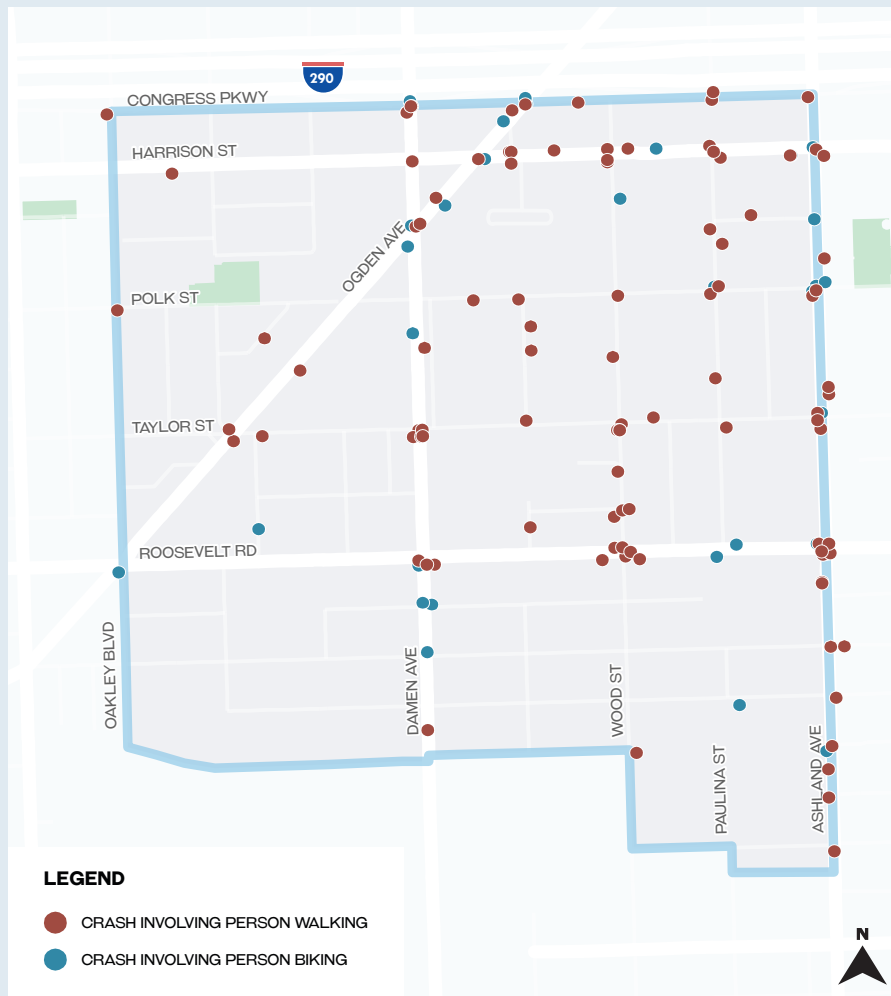 290
CONGRESS PKWY
HARRISON ST
OGDEN AVE
POLK ST
TAYLOR ST
ROOSEVELT RD
OAKLEY BLVD
DAMEN AVE
WOOD ST
PAULINA ST
ASHLAND AVE
LEGEND
CRASH INVOLVING PERSON WALKING
CRASH INVOLVING PERSON BIKING
N